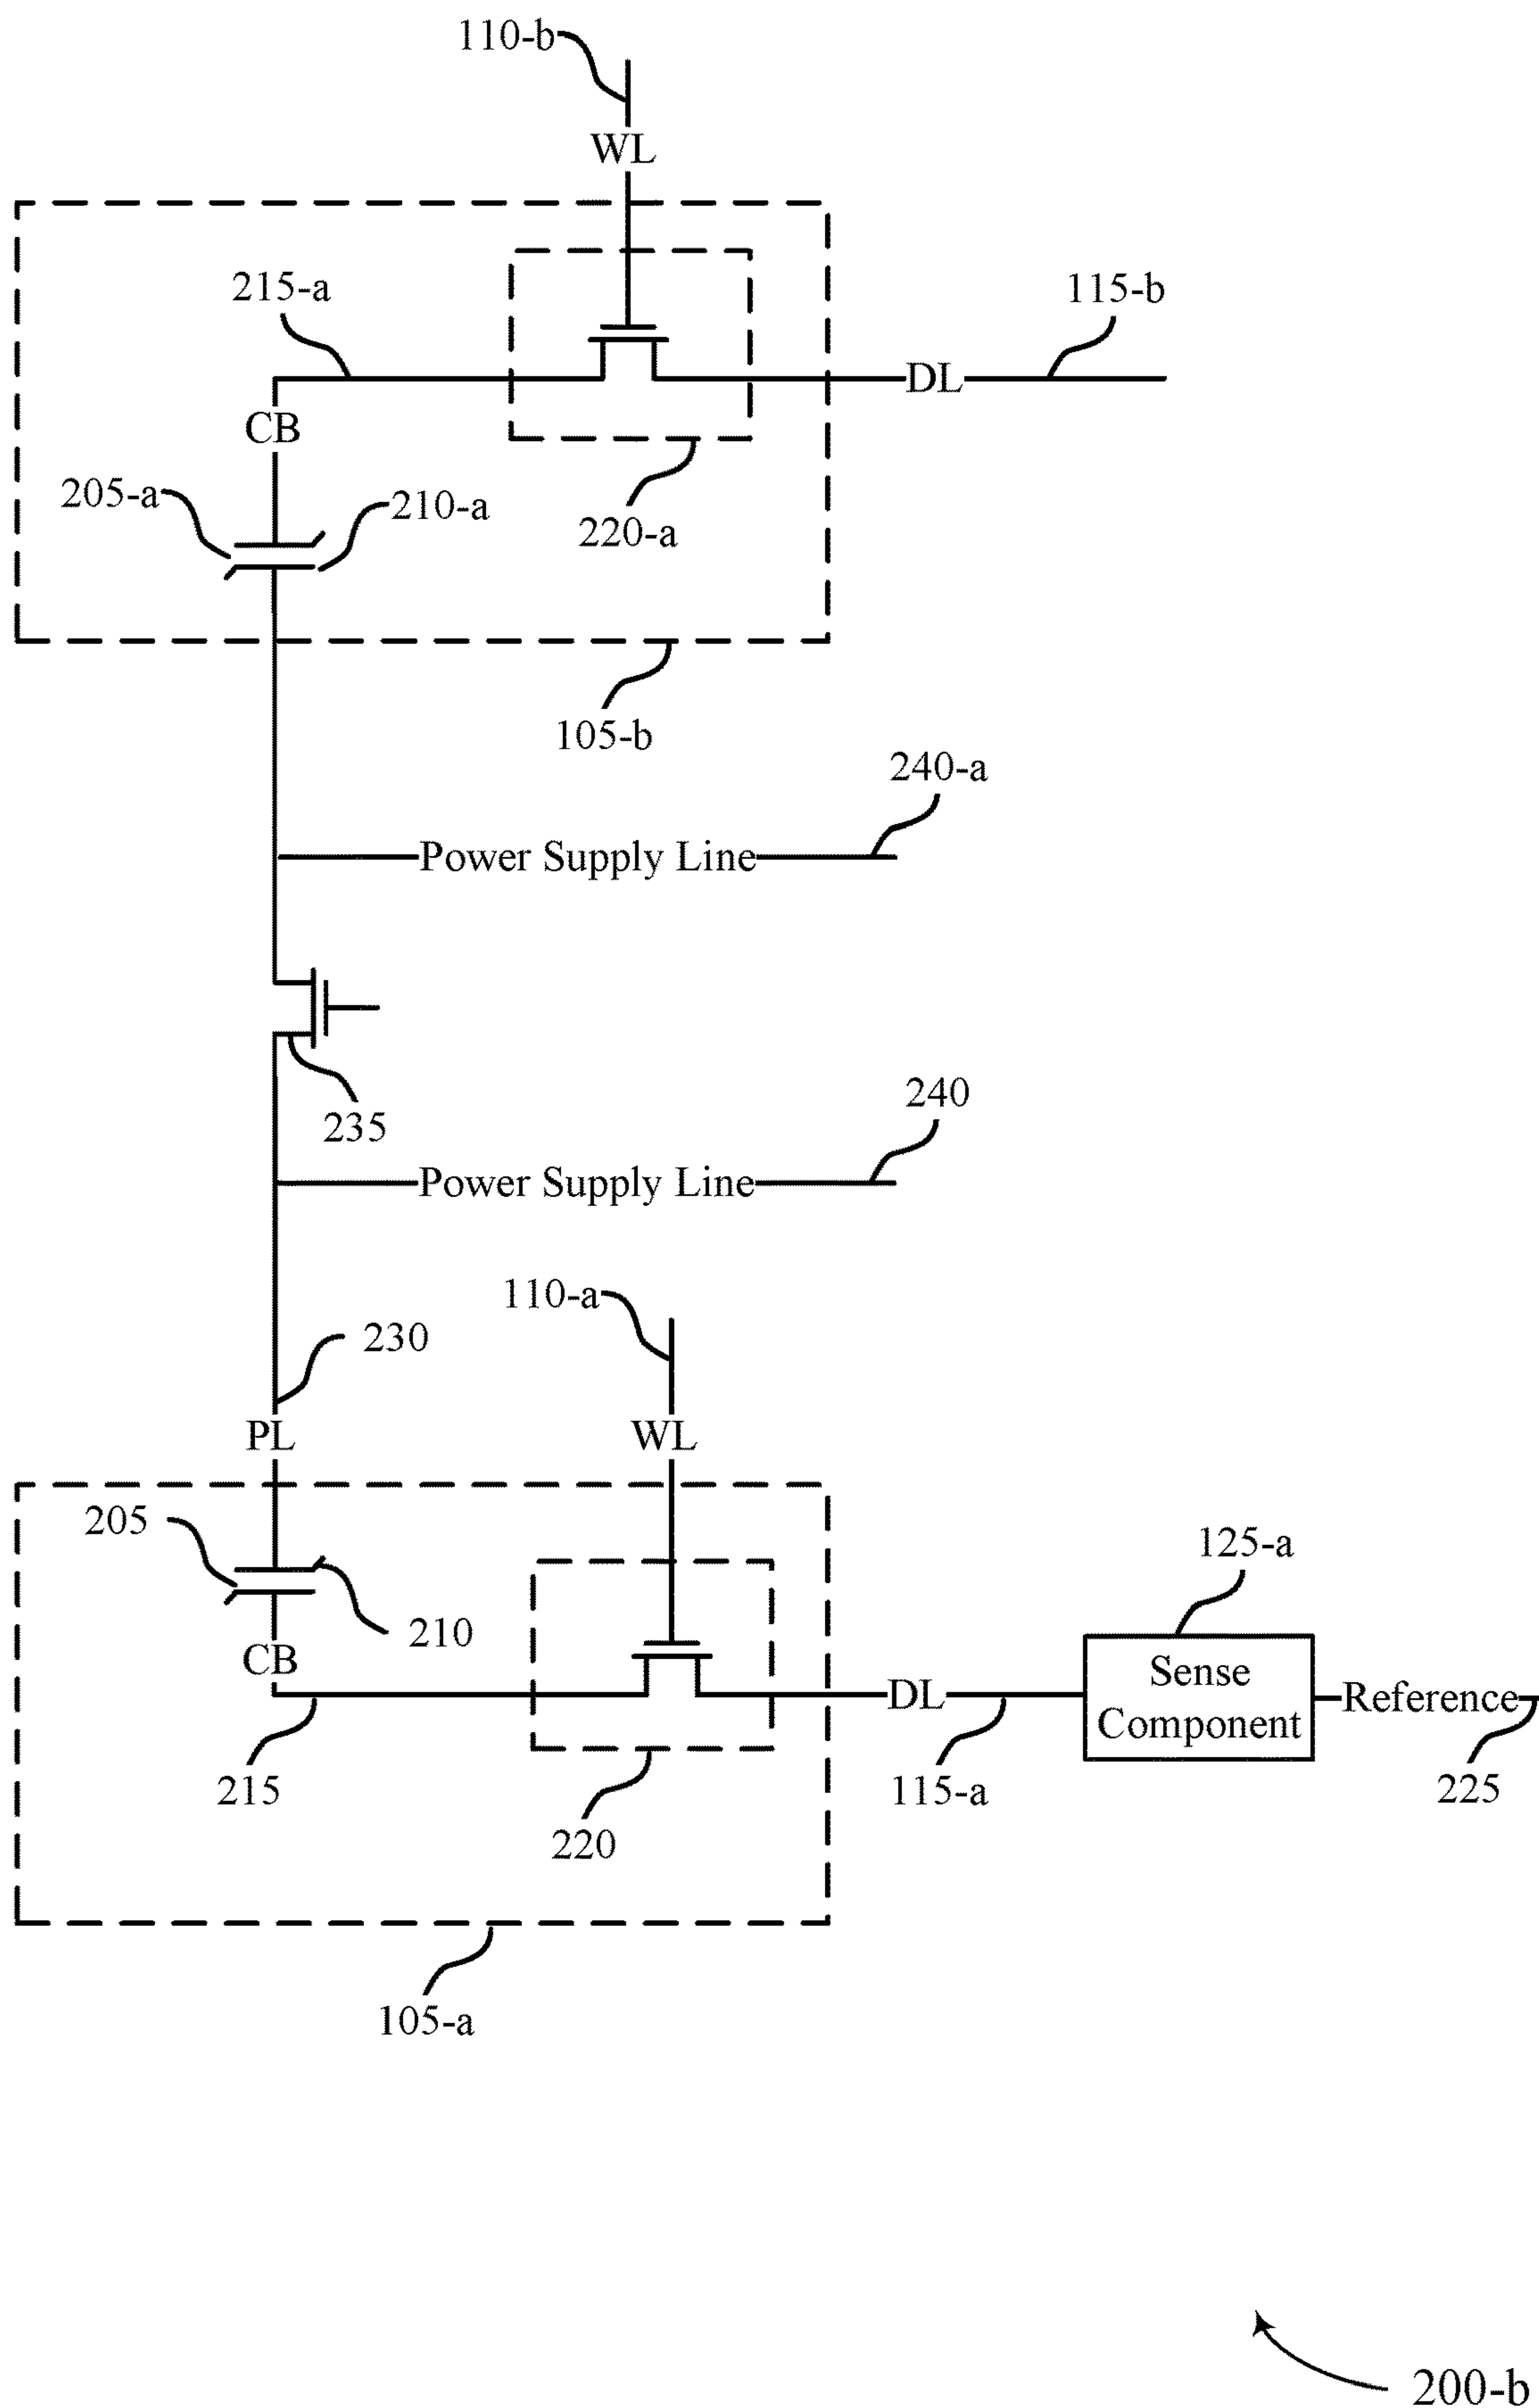 110-b
WL
215-a
115-b
DL
CB
205-a
210-a
220-a
105-b
240-a
Power Supply Line
235
240
Power Supply Line
110-a
230
PL
WL
205
125-a
210
CB
Sense
Component
DL
Reference
215
115-a
225
220
105-a
200-b